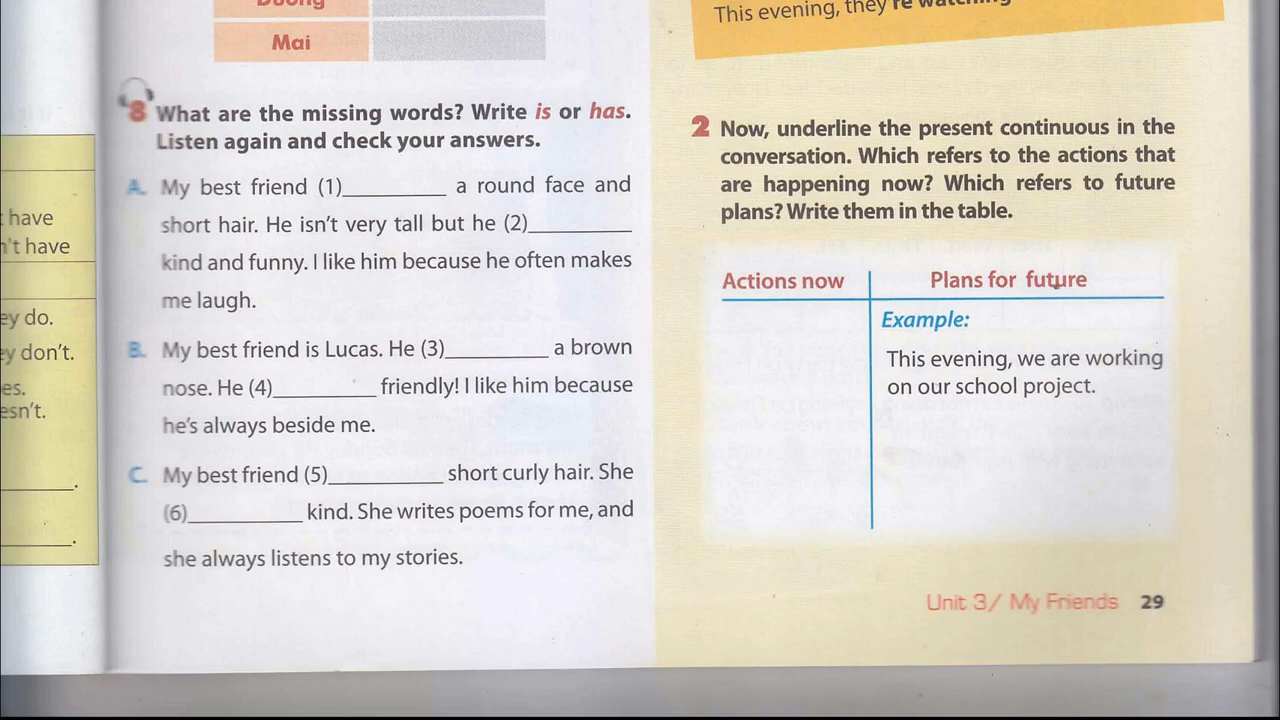 Duong
Mai
8 What are the missing words? Write is or has.
Listen again and check your answers.
A. My best friend (1)__________ a round face and
short hair. He isn't very tall but he (2)__________
kind and funny. I like him because he often makes
me laugh.
B. My best friend is Lucas. He (3)__________ a brown
nose. He (4)__________ friendly! I like him because
he's always beside me.
C. My best friend (5)__________ short curly hair. She
(6)__________ kind. She writes poems for me, and
she always listens to my stories.
have
n't have
ey do.
ey don't.
es.
esn't.
This evening, they're watching
2 Now, underline the present continuous in the
conversation. Which refers to the actions that
are happening now? Which refers to future
plans? Write them in the table.
Actions now Plans for future
Example:
This evening, we are working
on our school project.
Unit 3/ My Friends 29